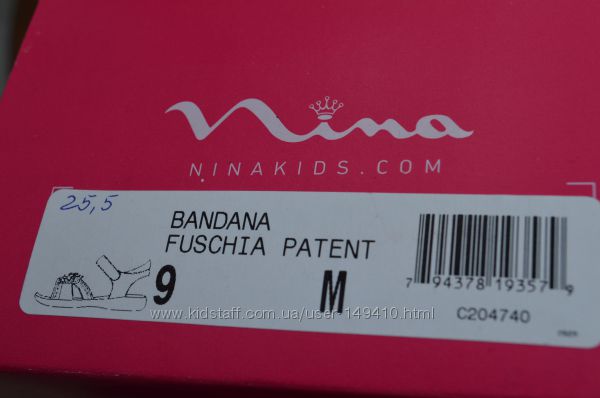 Nina
NINAKIDS.COM
25,5
BANDANA
FUSCHIA PATENT
9 M
7 94378 19357 9
C204740
www.kidstaff.com.ua/user-149410.html